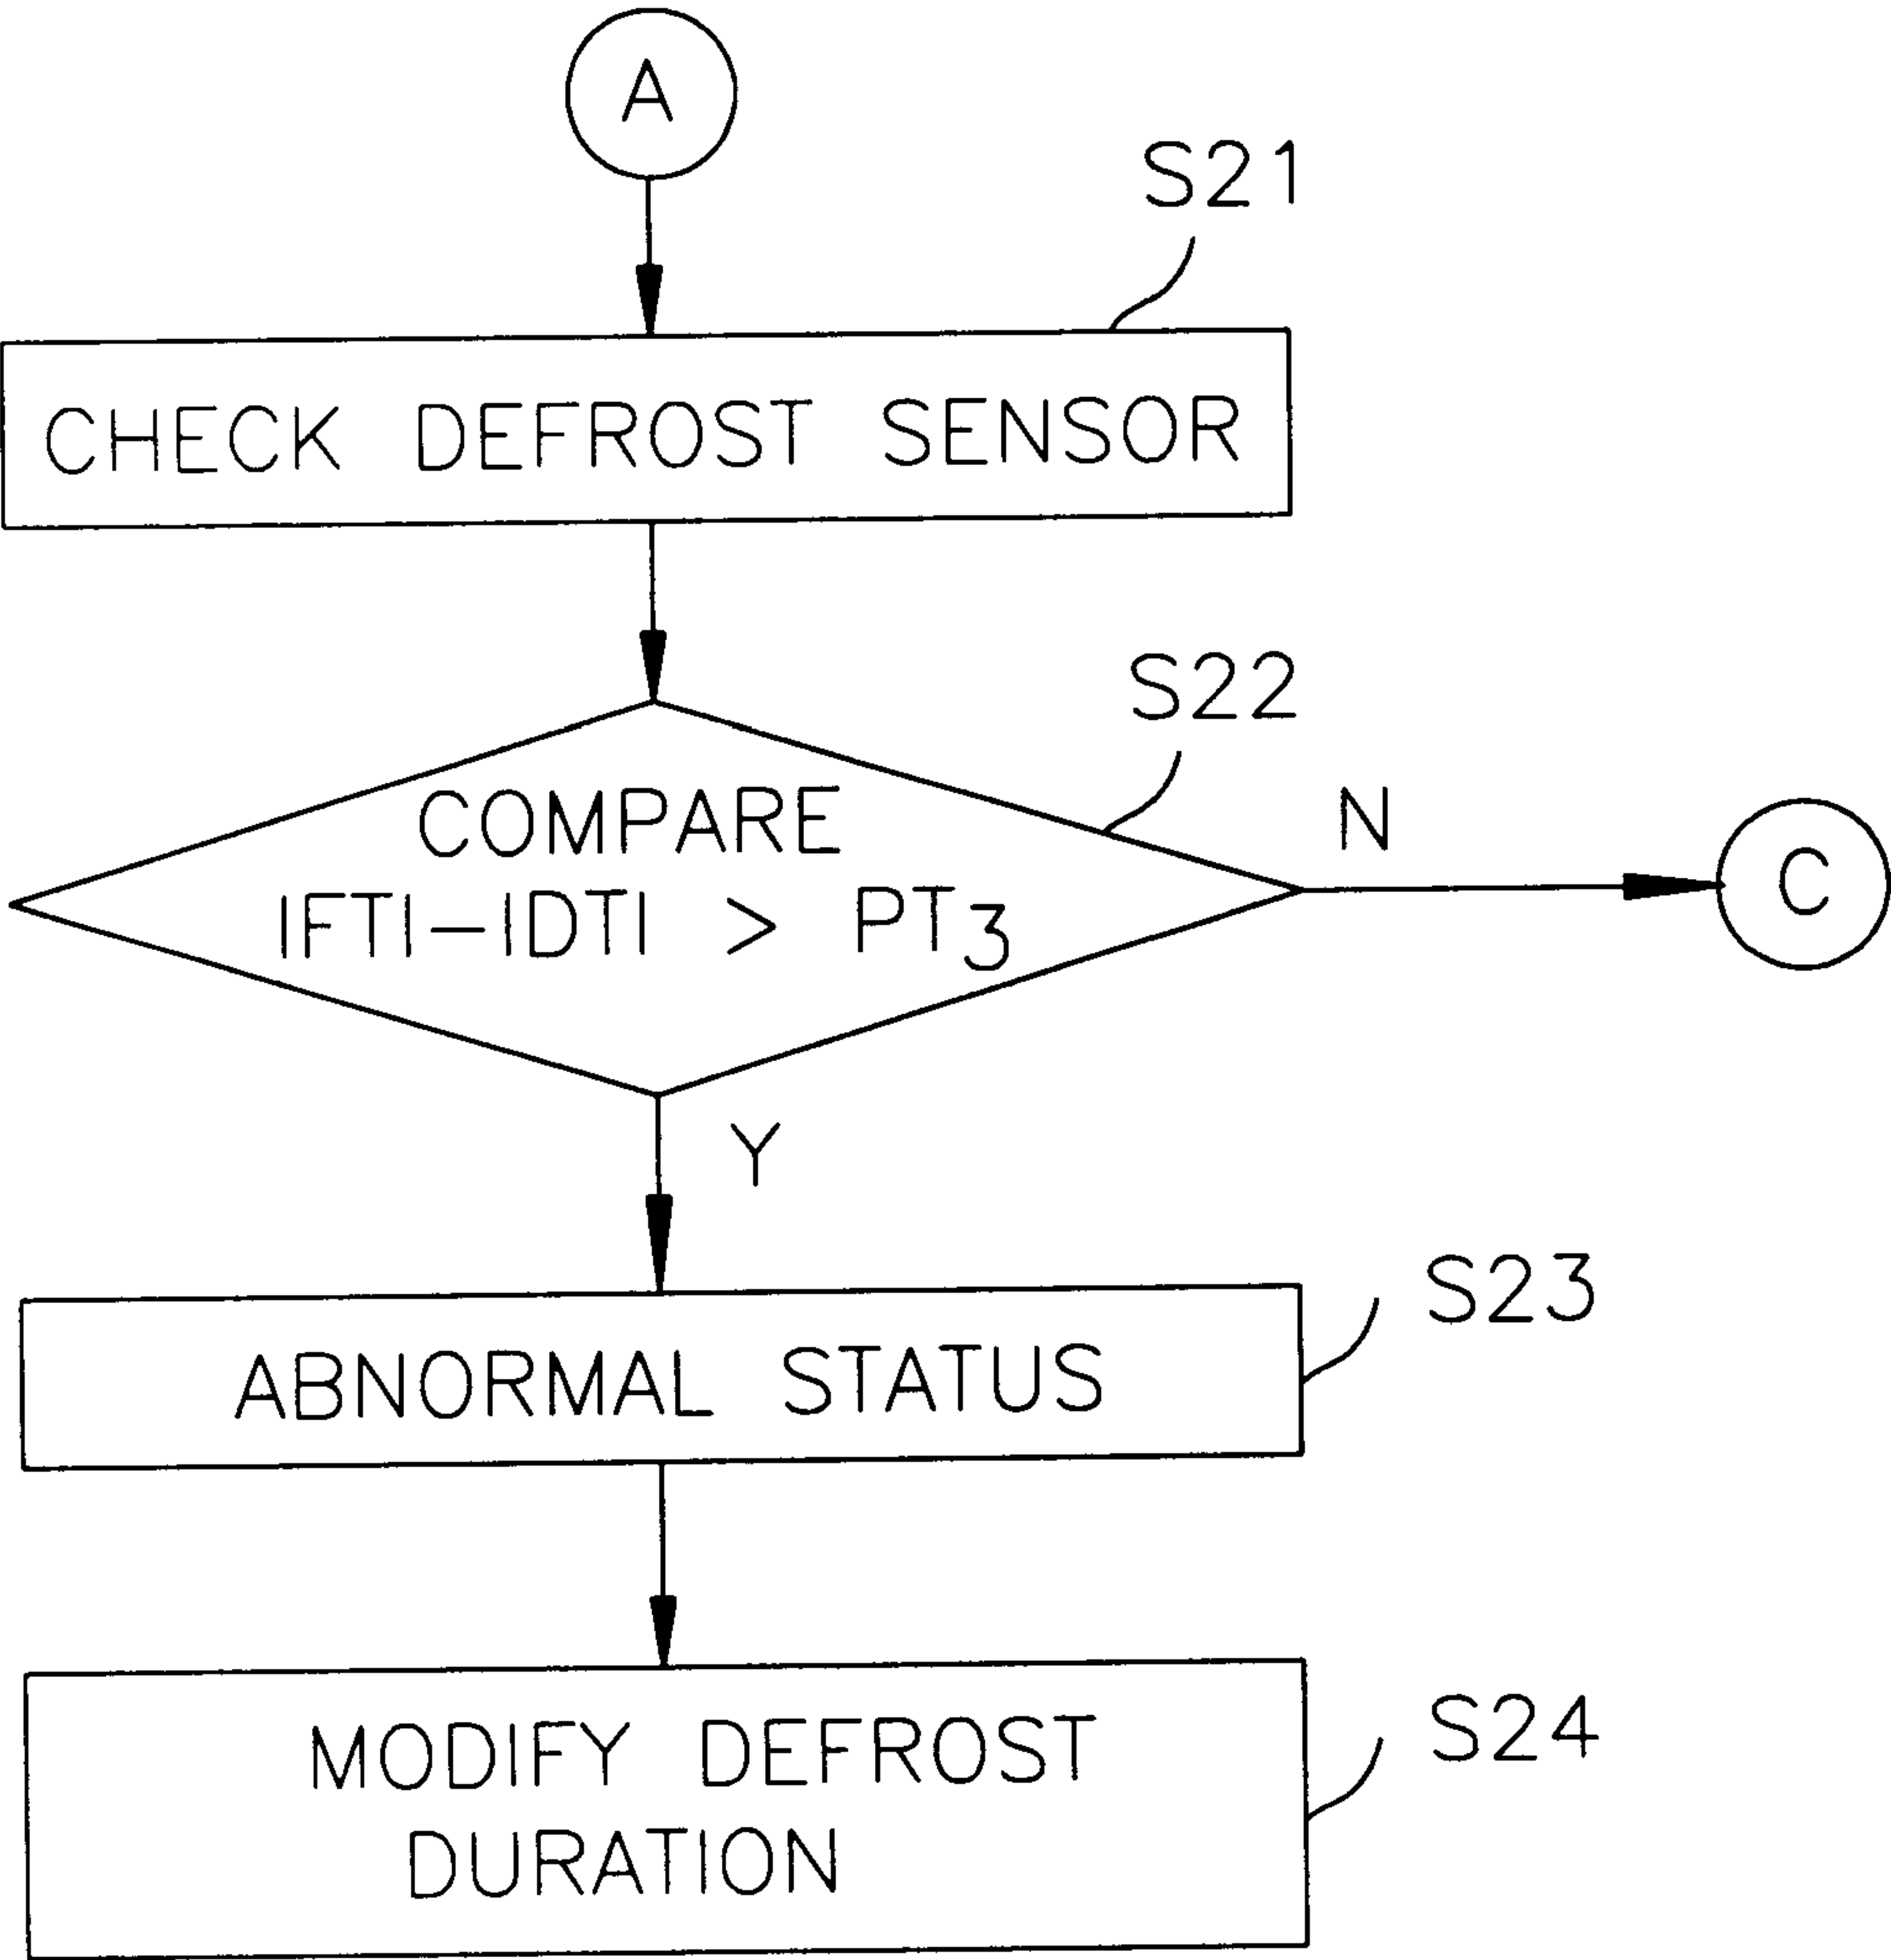 A
S21
CHECK DEFROST SENSOR
S22
COMPARE
IFTI-IDTI > PT3
N
C
Y
S23
ABNORMAL STATUS
S24
MODIFY DEFROST
DURATION